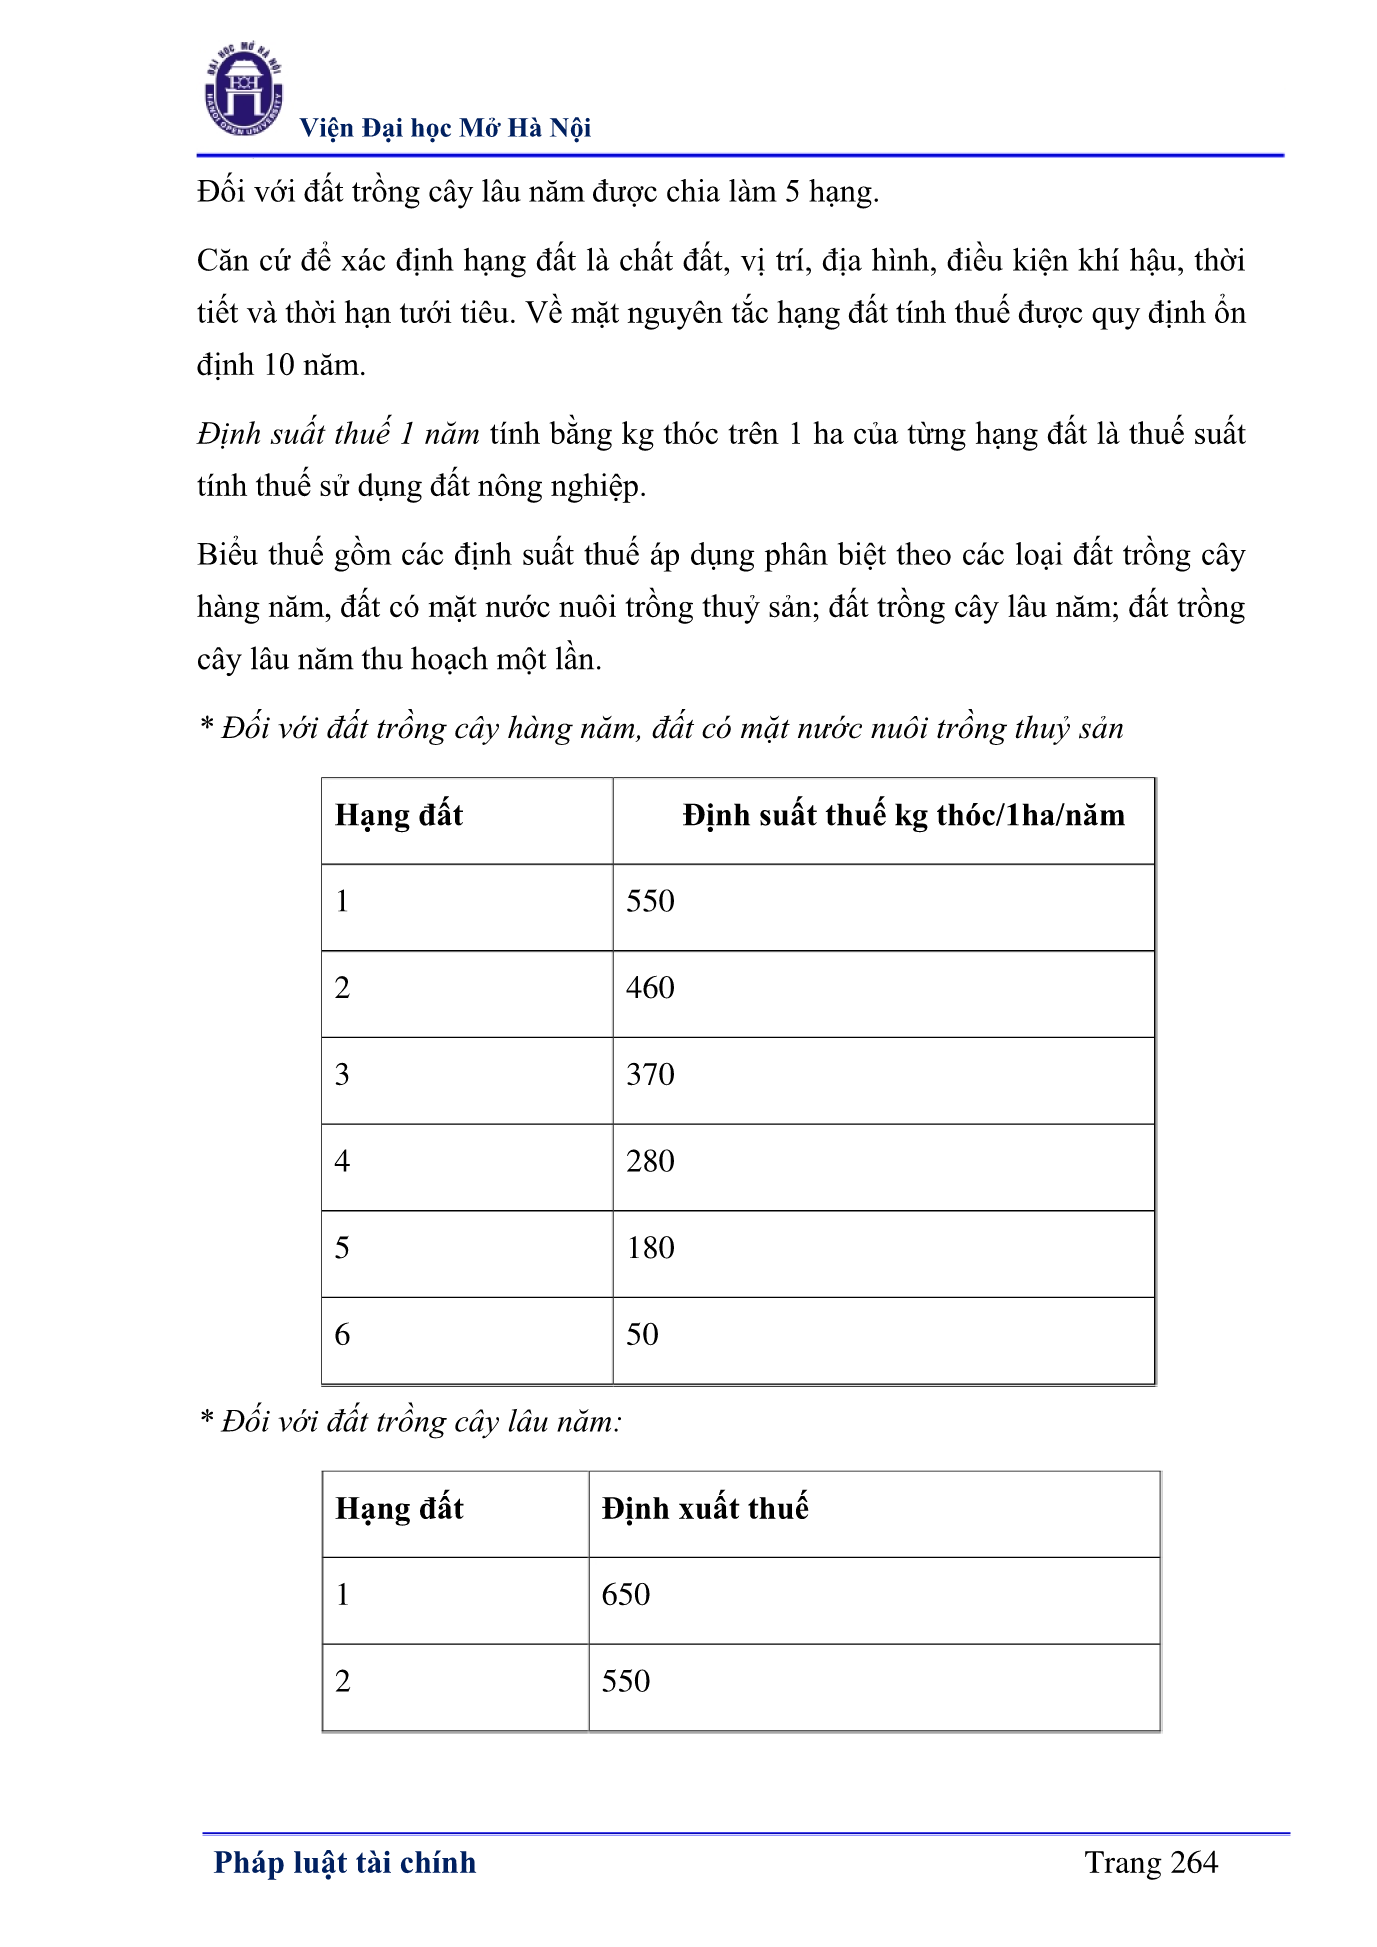 ĐẠI HỌC MỞ HÀ NỘI
HANOI OPEN UNIVERSITY
Viện Đại học Mở Hà Nội
Đối với đất trồng cây lâu năm được chia làm 5 hạng.
Căn cứ để xác định hạng đất là chất đất, vị trí, địa hình, điều kiện khí hậu, thời
tiết và thời hạn tưới tiêu. Về mặt nguyên tắc hạng đất tính thuế được quy định ổn
định 10 năm.
Định suất thuế 1 năm tính bằng kg thóc trên 1 ha của từng hạng đất là thuế suất
tính thuế sử dụng đất nông nghiệp.
Biểu thuế gồm các định suất thuế áp dụng phân biệt theo các loại đất trồng cây
hàng năm, đất có mặt nước nuôi trồng thuỷ sản; đất trồng cây lâu năm; đất trồng
cây lâu năm thu hoạch một lần.
* Đối với đất trồng cây hàng năm, đất có mặt nước nuôi trồng thuỷ sản
Hạng đất Định suất thuế kg thóc/1ha/năm
1 550
2 460
3 370
4 280
5 180
6 50
* Đối với đất trồng cây lâu năm:
Hạng đất Định xuất thuế
1 650
2 550
Pháp luật tài chính Trang 264